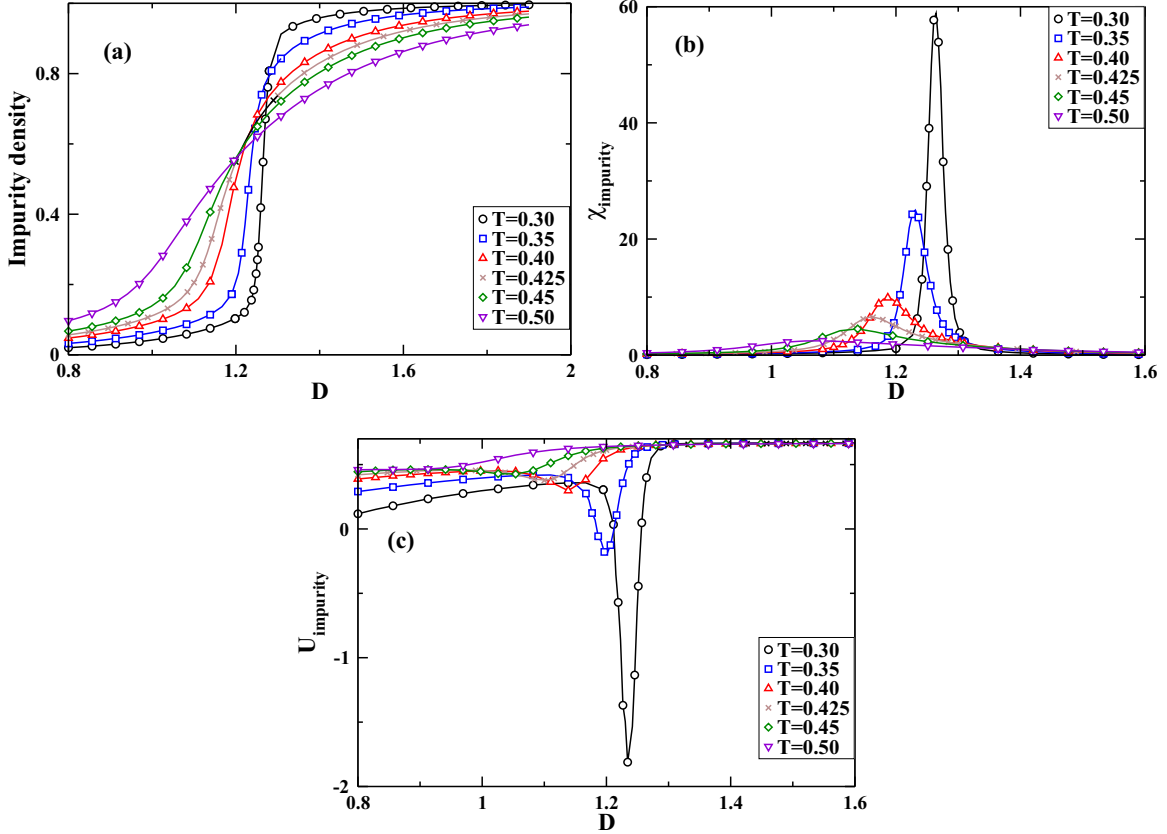 (a)
Impurity density
0.8
0.4
0
0.8
1.2
1.6
2
D
T=0.30
T=0.35
T=0.40
T=0.425
T=0.45
T=0.50
(b)
χimpurity
60
40
20
0
0.8
1
1.2
1.4
1.6
D
T=0.30
T=0.35
T=0.40
T=0.425
T=0.45
T=0.50
(c)
Uimpurity
0
-1
-2
0.8
1
1.2
1.4
1.6
D
T=0.30
T=0.35
T=0.40
T=0.425
T=0.45
T=0.50